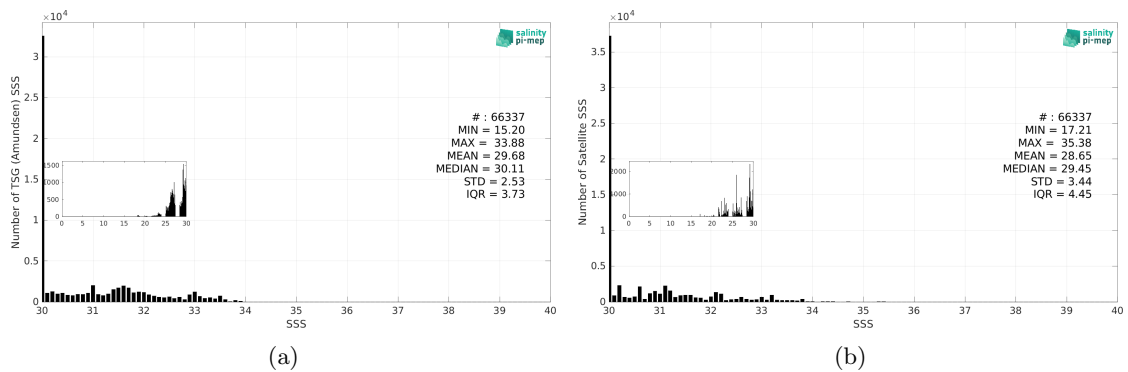 ×10⁴
3
2.5
2
1.5
1
0.5
0
Number of TSG (Amundsen) SSS
salinity
pi-mep
# : 66337
MIN = 15.20
MAX = 33.88
MEAN = 29.68
MEDIAN = 30.11
STD = 2.53
IQR = 3.73
1500
1000
500
0
0 5 10 15 20 25 30
30 31 32 33 34 35 36 37 38 39 40
SSS
(a)
×10⁴
3.5
3
2.5
2
1.5
1
0.5
0
Number of Satellite SSS
salinity
pi-mep
# : 66337
MIN = 17.21
MAX = 35.38
MEAN = 28.65
MEDIAN = 29.45
STD = 3.44
IQR = 4.45
2000
1000
0
0 5 10 15 20 25 30
30 31 32 33 34 35 36 37 38 39 40
SSS
(b)